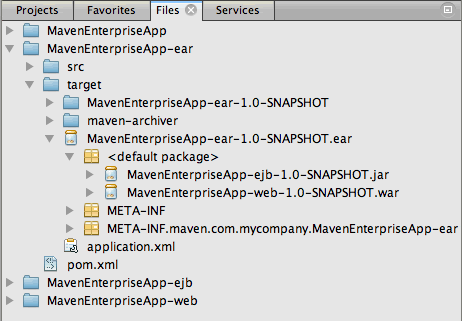 Projects Favorites Files Services
MavenEnterpriseApp
MavenEnterpriseApp-ear
src
target
MavenEnterpriseApp-ear-1.0-SNAPSHOT
maven-archiver
MavenEnterpriseApp-ear-1.0-SNAPSHOT.ear
<default package>
MavenEnterpriseApp-ejb-1.0-SNAPSHOT.jar
MavenEnterpriseApp-web-1.0-SNAPSHOT.war
META-INF
META-INF.maven.com.mycompany.MavenEnterpriseApp-ear
application.xml
pom.xml
MavenEnterpriseApp-ejb
MavenEnterpriseApp-web